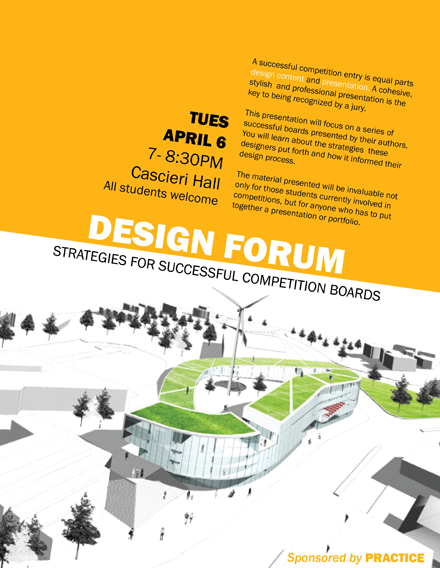 A successful competition entry is equal parts
design content and presentation. A cohesive,
stylish and professional presentation is the
key to being recognized by a jury.
This presentation will focus on a series of
successful boards presented by their authors.
You will learn about the strategies these
designers put forth and how it informed their
design process.
The material presented will be invaluable not
only for those students currently involved in
competitions, but for anyone who has to put
together a presentation or portfolio.
TUES
APRIL 6
7- 8:30PM
Cascieri Hall
All students welcome
DESIGN FORUM
STRATEGIES FOR SUCCESSFUL COMPETITION BOARDS
Sponsored by PRACTICE